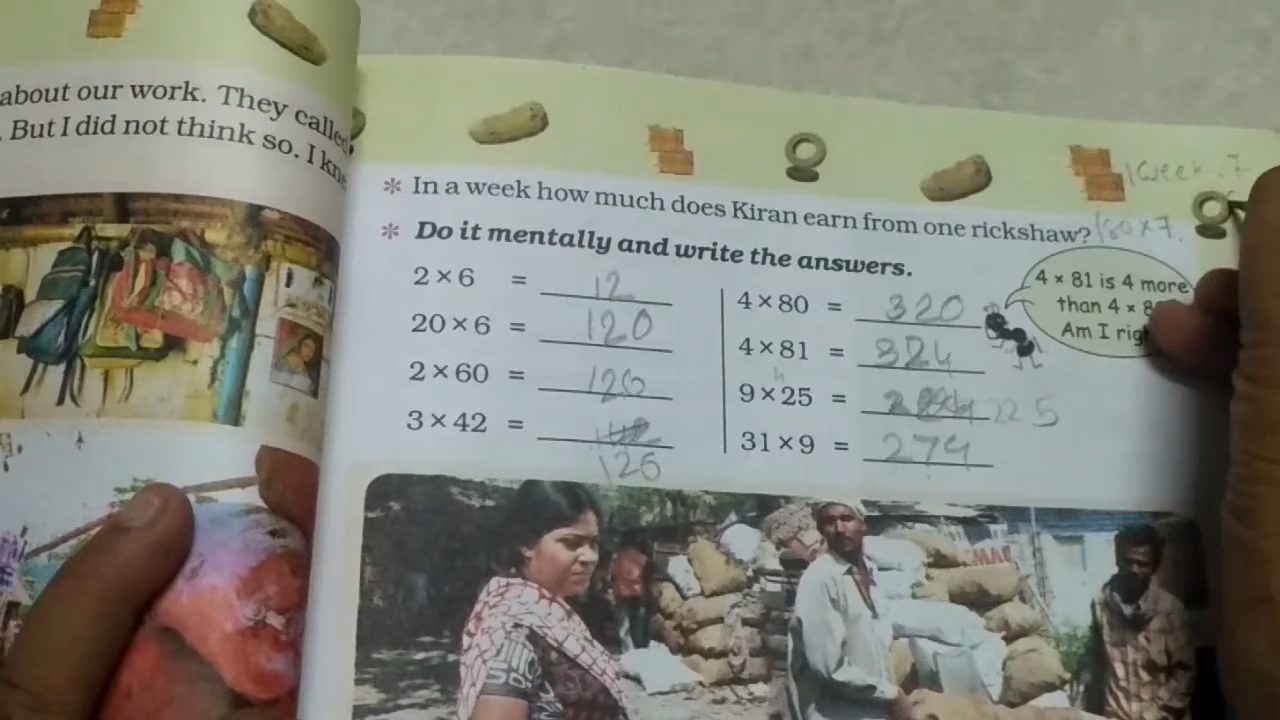 about our work. They called
. But I did not think so. I kne
1 Week . 7
* In a week how much does Kiran earn from one rickshaw? 180 × 7.
* Do it mentally and write the answers.
2 × 6 = 12
20 × 6 = 120
2 × 60 = 120
3 × 42 = 126
4 × 80 = 320
4 × 81 = 324
9 × 25 = 225
31 × 9 = 279
4 × 81 is 4 more
than 4 × 8
Am I rig